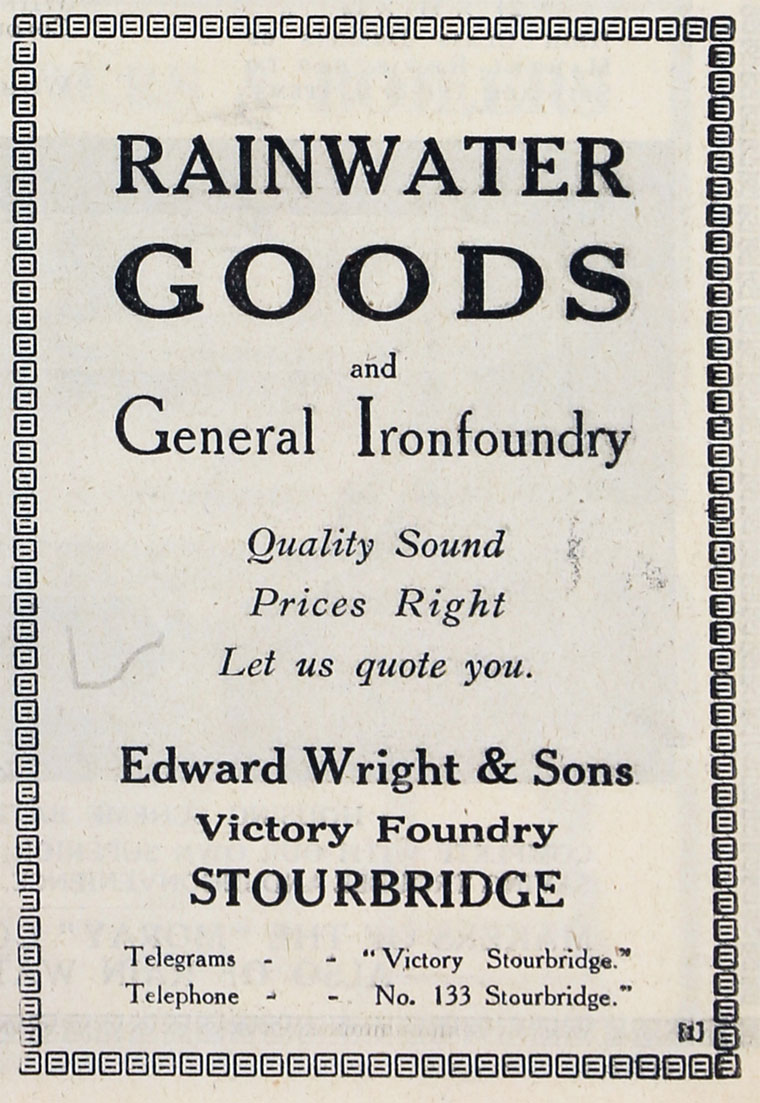 RAINWATER
GOODS
and
General Ironfoundry
Quality Sound
Prices Right
Let us quote you.
Edward Wright & Sons
Victory Foundry
STOURBRIDGE
Telegrams - - "Victory Stourbridge."
Telephone - - No. 133 Stourbridge."
[1]